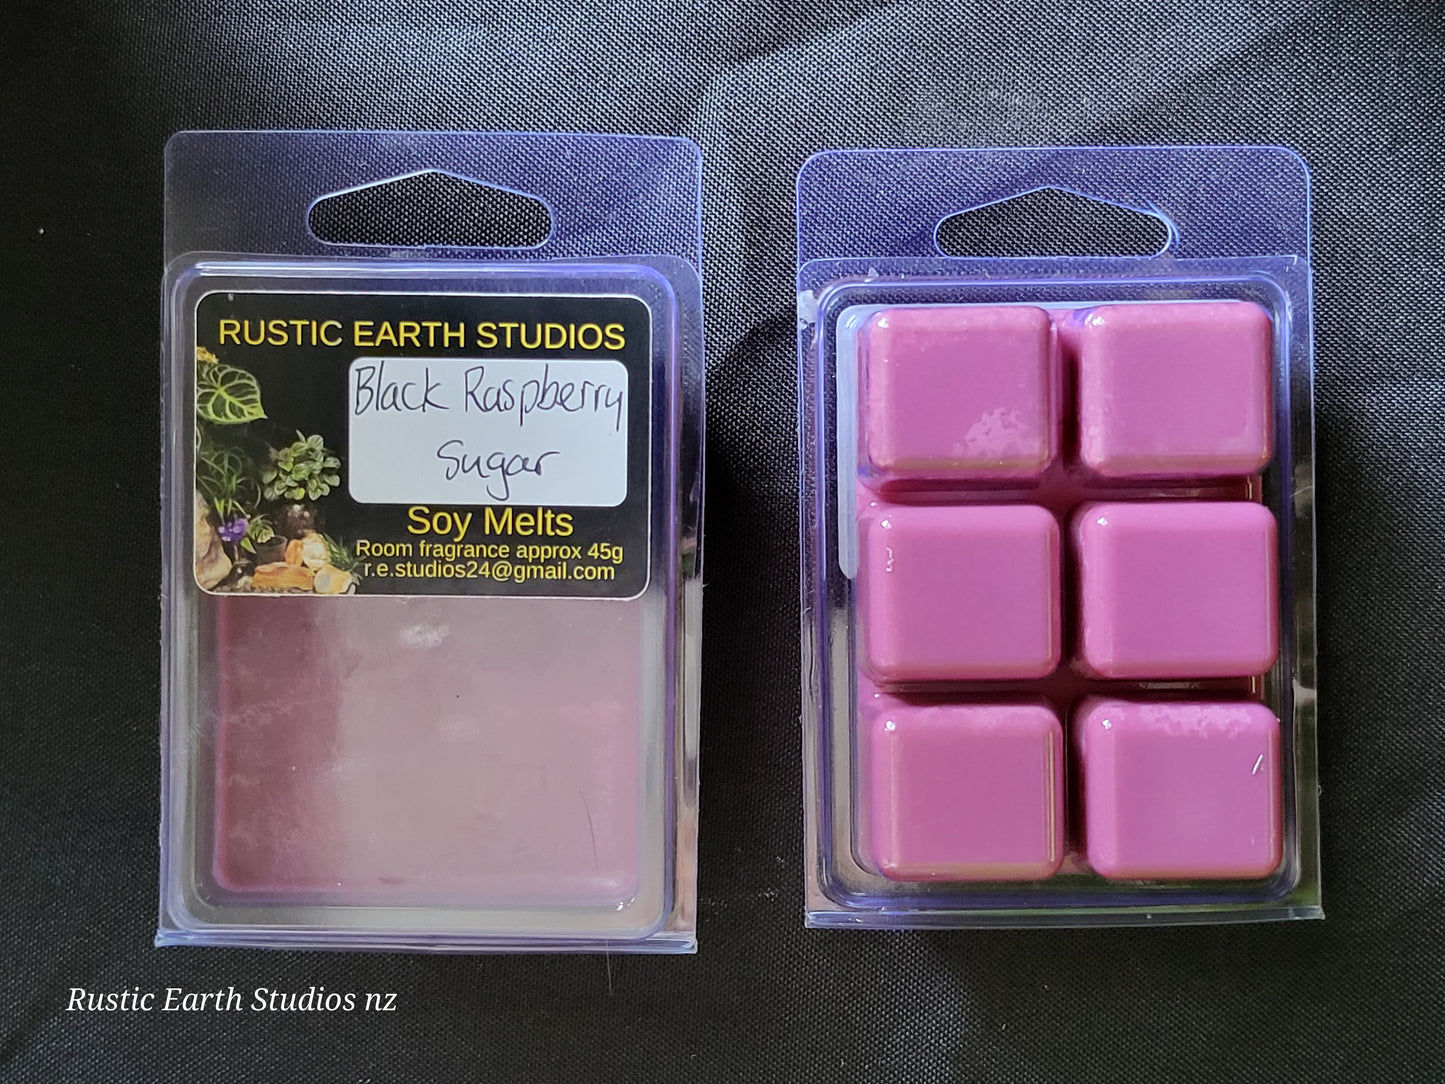 RUSTIC EARTH STUDIOS
Black Raspberry
Sugar
Soy Melts
Room fragrance approx 45g
r.e.studios24@gmail.com
Rustic Earth Studios nz